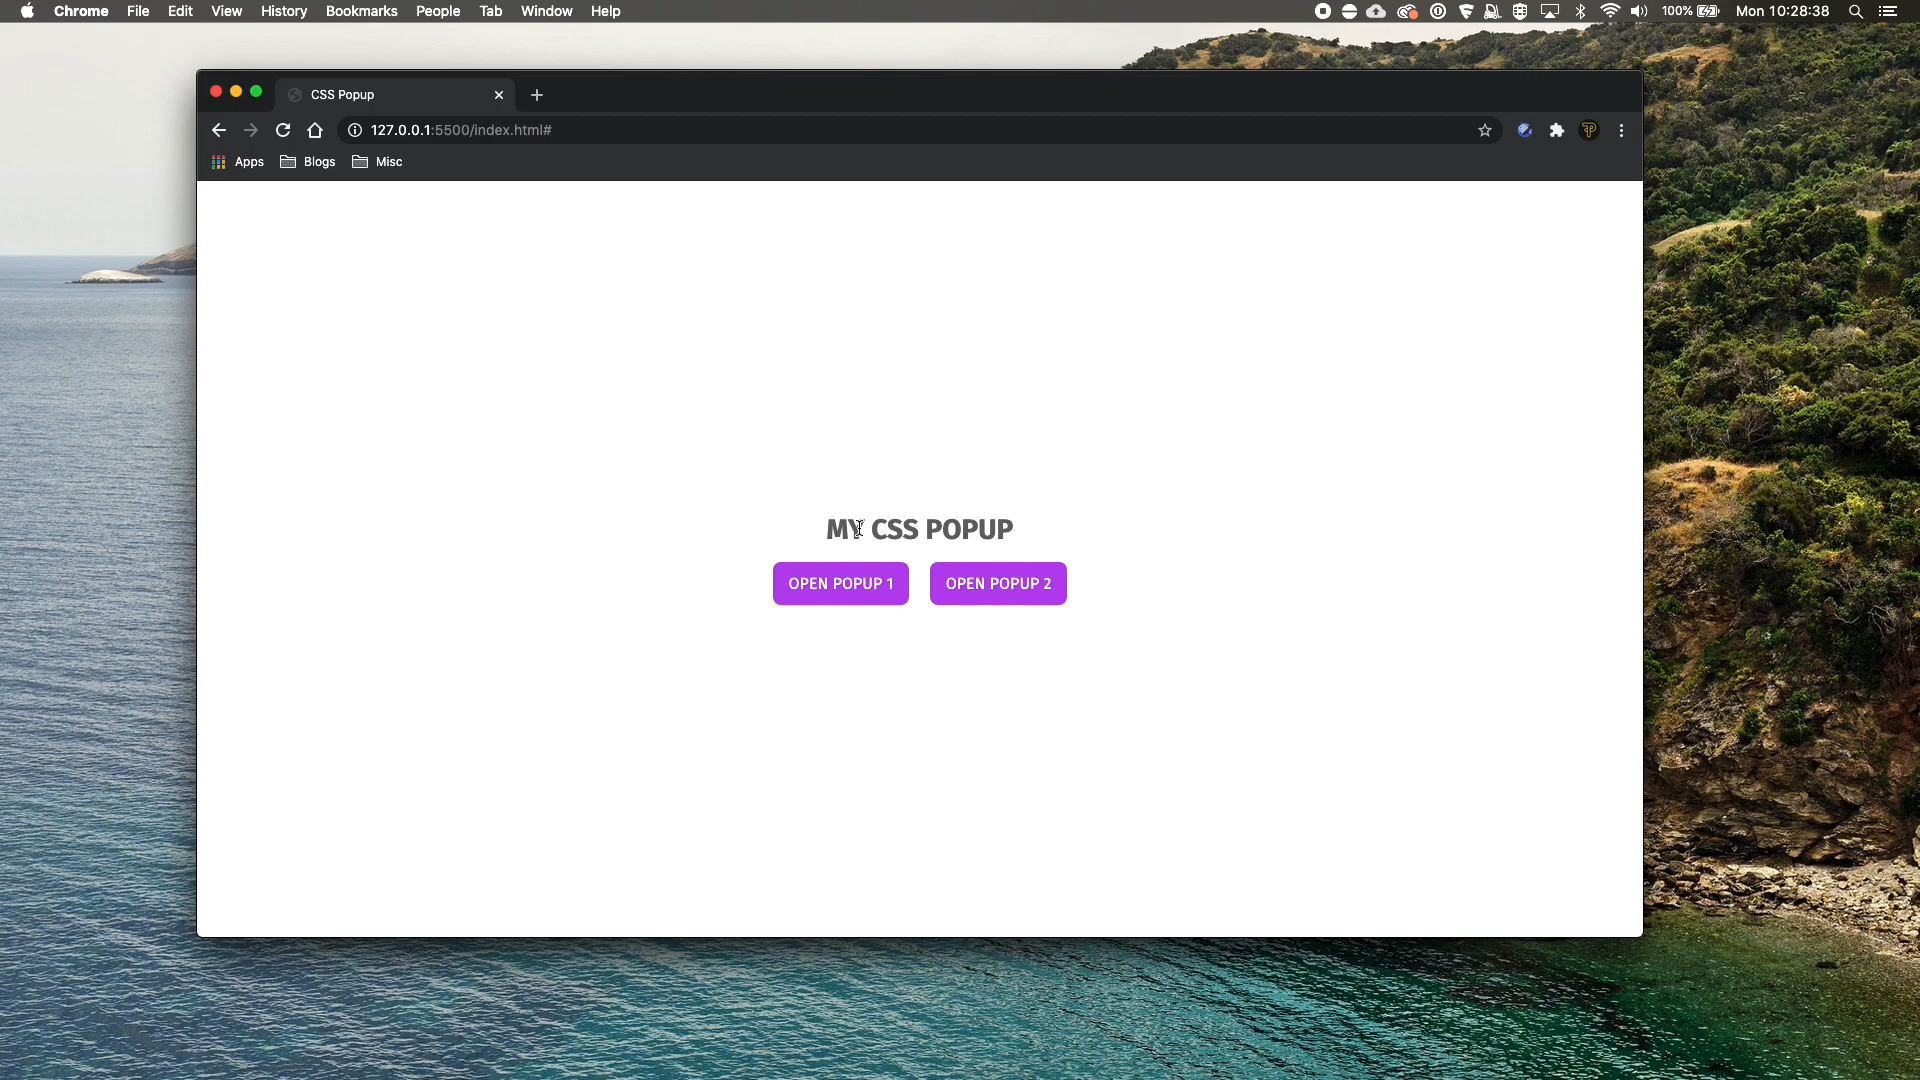 Chrome File Edit View History Bookmarks People Tab Window Help 100% Mon 10:28:38
CSS Popup
127.0.0.1:5500/index.html#
Apps Blogs Misc
MY CSS POPUP
OPEN POPUP 1 OPEN POPUP 2